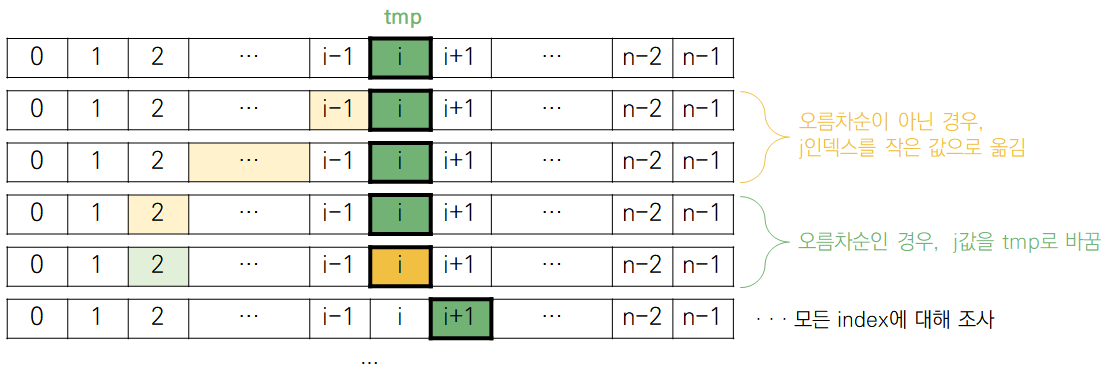 tmp
0 1 2 ··· i-1 i i+1 ··· n-2 n-1
0 1 2 ··· i-1 i i+1 ··· n-2 n-1
오름차순이 아닌 경우,
j인덱스를 작은 값으로 옮김
0 1 2 ··· i-1 i i+1 ··· n-2 n-1
0 1 2 ··· i-1 i i+1 ··· n-2 n-1
오름차순인 경우, j값을 tmp로 바꿈
0 1 2 ··· i-1 i i+1 ··· n-2 n-1
0 1 2 ··· i-1 i i+1 ··· n-2 n-1
··· 모든 index에 대해 조사
...